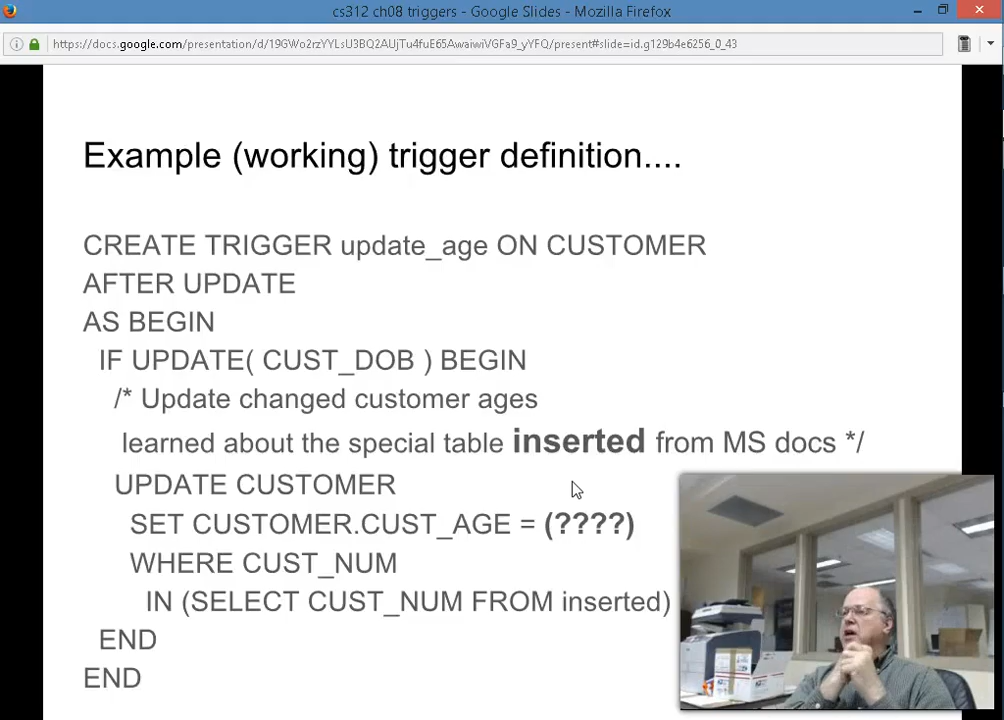 cs312 ch08 triggers - Google Slides - Mozilla Firefox
https://docs.google.com/presentation/d/19GWo2rzYYLsU3BQ2AUjTu4fuE65AwaiwiVGFa9_yYFQ/present#slide=id.g129b4e6256_0_43
Example (working) trigger definition....
CREATE TRIGGER update_age ON CUSTOMER
AFTER UPDATE
AS BEGIN
IF UPDATE( CUST_DOB ) BEGIN
/* Update changed customer ages
learned about the special table inserted from MS docs */
UPDATE CUSTOMER
SET CUSTOMER.CUST_AGE = (????)
WHERE CUST_NUM
IN (SELECT CUST_NUM FROM inserted)
END
END